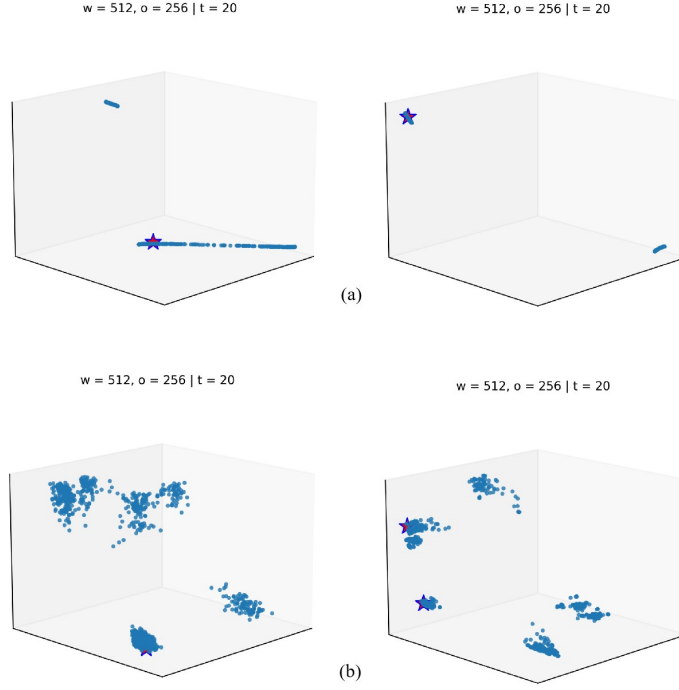 w = 512, o = 256 | t = 20
w = 512, o = 256 | t = 20
(a)
w = 512, o = 256 | t = 20
w = 512, o = 256 | t = 20
(b)